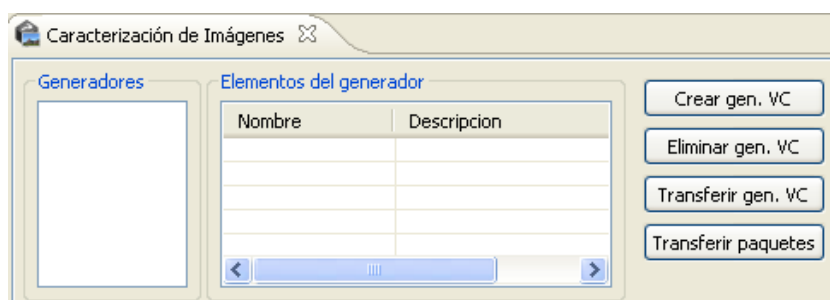 Caracterización de Imágenes
Generadores
Elementos del generador
Nombre Descripcion
Crear gen. VC
Eliminar gen. VC
Transferir gen. VC
Transferir paquetes